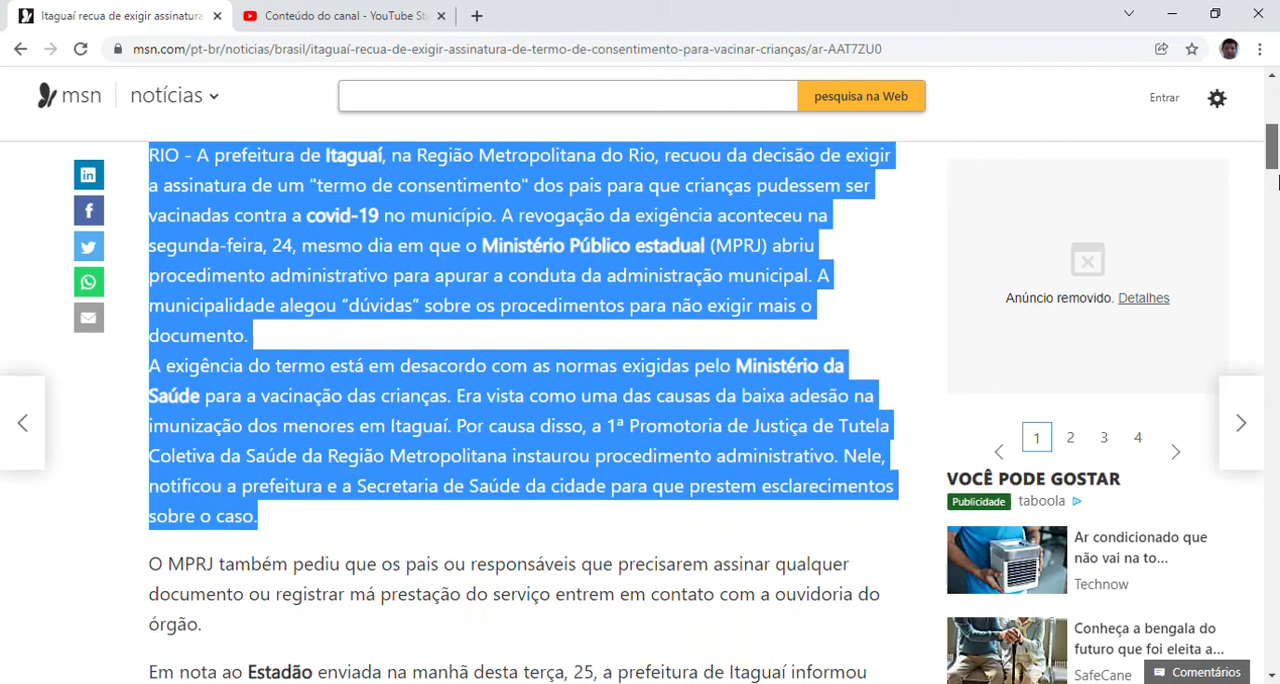 Itaguaí recua de exigir assinatura
Conteúdo do canal - YouTube St
msn.com/pt-br/noticias/brasil/itaguaí-recua-de-exigir-assinatura-de-termo-de-consentimento-para-vacinar-crianças/ar-AAT7ZU0
msn
notícias
pesquisa na Web
Entrar
RIO - A prefeitura de Itaguaí, na Região Metropolitana do Rio, recuou da decisão de exigir
a assinatura de um "termo de consentimento" dos pais para que crianças pudessem ser
vacinadas contra a covid-19 no município. A revogação da exigência aconteceu na
segunda-feira, 24, mesmo dia em que o Ministério Público estadual (MPRJ) abriu
procedimento administrativo para apurar a conduta da administração municipal. A
municipalidade alegou “dúvidas” sobre os procedimentos para não exigir mais o
documento.
A exigência do termo está em desacordo com as normas exigidas pelo Ministério da
Saúde para a vacinação das crianças. Era vista como uma das causas da baixa adesão na
imunização dos menores em Itaguaí. Por causa disso, a 1ª Promotoria de Justiça de Tutela
Coletiva da Saúde da Região Metropolitana instaurou procedimento administrativo. Nele,
notificou a prefeitura e a Secretaria de Saúde da cidade para que prestem esclarecimentos
sobre o caso.
O MPRJ também pediu que os pais ou responsáveis que precisarem assinar qualquer
documento ou registrar má prestação do serviço entrem em contato com a ouvidoria do
órgão.
Em nota ao Estadão enviada na manhã desta terça, 25, a prefeitura de Itaguaí informou
Anúncio removido. Detalhes
1 2 3 4
VOCÊ PODE GOSTAR
Publicidade taboola
Ar condicionado que
não vai na to...
Technow
Conheça a bengala do
futuro que foi eleita a...
SafeCane
Comentários